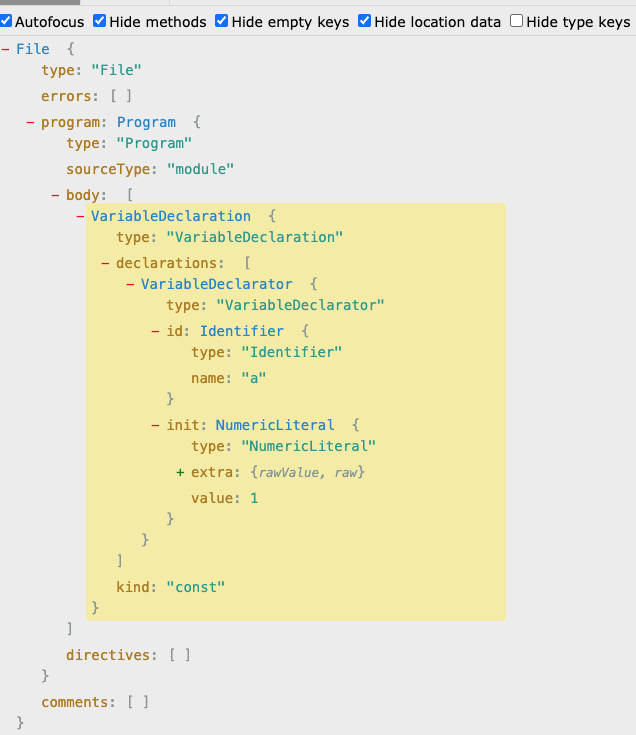 Autofocus Hide methods Hide empty keys Hide location data Hide type keys
− File {
type: "File"
errors: [ ]
− program: Program {
type: "Program"
sourceType: "module"
− body: [
− VariableDeclaration {
type: "VariableDeclaration"
− declarations: [
− VariableDeclarator {
type: "VariableDeclarator"
− id: Identifier {
type: "Identifier"
name: "a"
}
− init: NumericLiteral {
type: "NumericLiteral"
+ extra: {rawValue, raw}
value: 1
}
}
]
kind: "const"
}
]
directives: [ ]
}
comments: [ ]
}